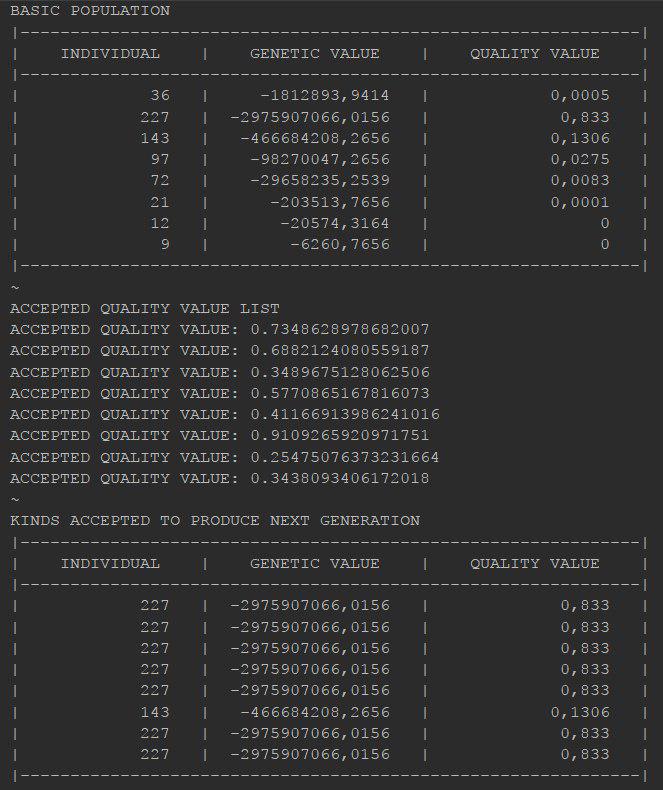 BASIC POPULATION
|--------------------------------------------------------------|
|    INDIVIDUAL    |    GENETIC VALUE    |    QUALITY VALUE    |
|--------------------------------------------------------------|
|             36   |    -1812893,9414   |            0,0005   |
|            227   | -2975907066,0156   |             0,833   |
|            143   |  -466684208,2656   |            0,1306   |
|             97   |   -98270047,2656   |            0,0275   |
|             72   |   -29658235,2539   |            0,0083   |
|             21   |     -203513,7656   |            0,0001   |
|             12   |      -20574,3164   |                 0   |
|              9   |       -6260,7656   |                 0   |
|--------------------------------------------------------------|
~
ACCEPTED QUALITY VALUE LIST
ACCEPTED QUALITY VALUE: 0.7348628978682007
ACCEPTED QUALITY VALUE: 0.6882124080559187
ACCEPTED QUALITY VALUE: 0.3489675128062506
ACCEPTED QUALITY VALUE: 0.5770865167816073
ACCEPTED QUALITY VALUE: 0.41166913986241016
ACCEPTED QUALITY VALUE: 0.9109265920971751
ACCEPTED QUALITY VALUE: 0.25475076373231664
ACCEPTED QUALITY VALUE: 0.3438093406172018
~
KINDS ACCEPTED TO PRODUCE NEXT GENERATION
|--------------------------------------------------------------|
|    INDIVIDUAL    |    GENETIC VALUE    |    QUALITY VALUE    |
|--------------------------------------------------------------|
|            227   | -2975907066,0156   |             0,833   |
|            227   | -2975907066,0156   |             0,833   |
|            227   | -2975907066,0156   |             0,833   |
|            227   | -2975907066,0156   |             0,833   |
|            227   | -2975907066,0156   |             0,833   |
|            143   |  -466684208,2656   |            0,1306   |
|            227   | -2975907066,0156   |             0,833   |
|            227   | -2975907066,0156   |             0,833   |
|--------------------------------------------------------------|